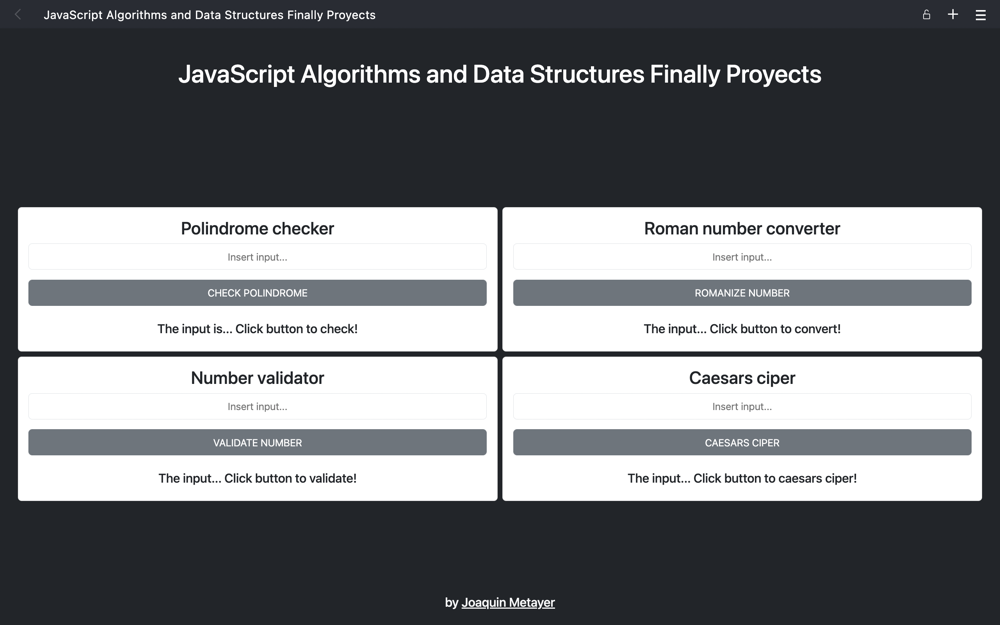 JavaScript Algorithms and Data Structures Finally Proyects
JavaScript Algorithms and Data Structures Finally Proyects
Polindrome checker
Insert input...
CHECK POLINDROME
The input is... Click button to check!
Roman number converter
Insert input...
ROMANIZE NUMBER
The input... Click button to convert!
Number validator
Insert input...
VALIDATE NUMBER
The input... Click button to validate!
Caesars ciper
Insert input...
CAESARS CIPER
The input... Click button to caesars ciper!
by Joaquin Metayer